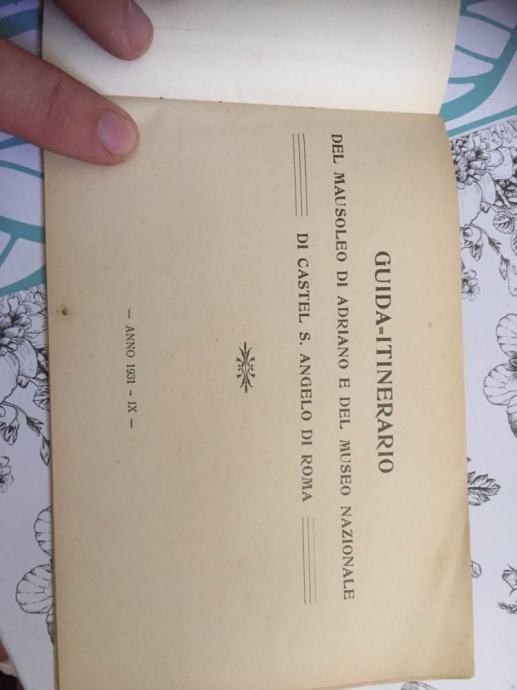 GUIDA=ITINERARIO
DEL MAUSOLEO DI ADRIANO E DEL MUSEO NAZIONALE
DI CASTEL S. ANGELO DI ROMA
— ANNO 1931 - IX —